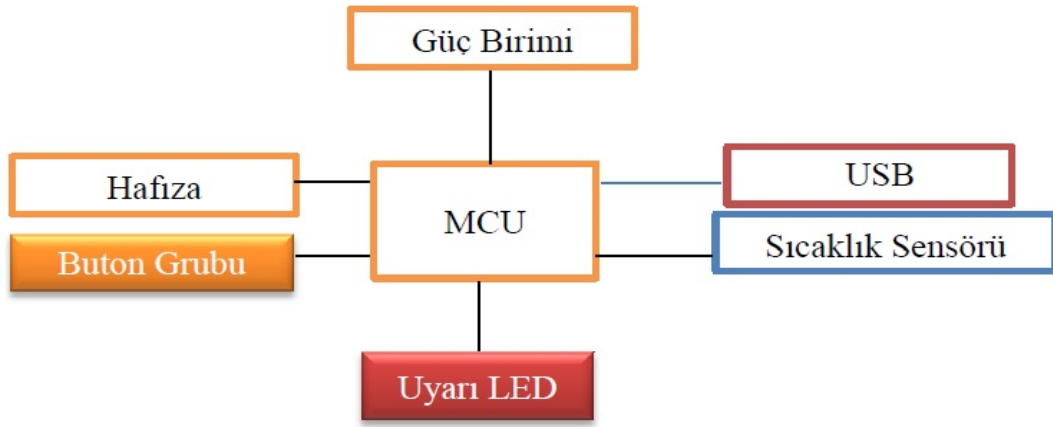 Güç Birimi
Hafıza
MCU
USB
Buton Grubu
Sıcaklık Sensörü
Uyarı LED